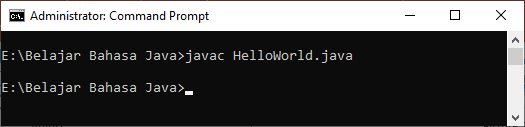 Administrator: Command Prompt
E:\Belajar Bahasa Java>javac HelloWorld.java
E:\Belajar Bahasa Java>